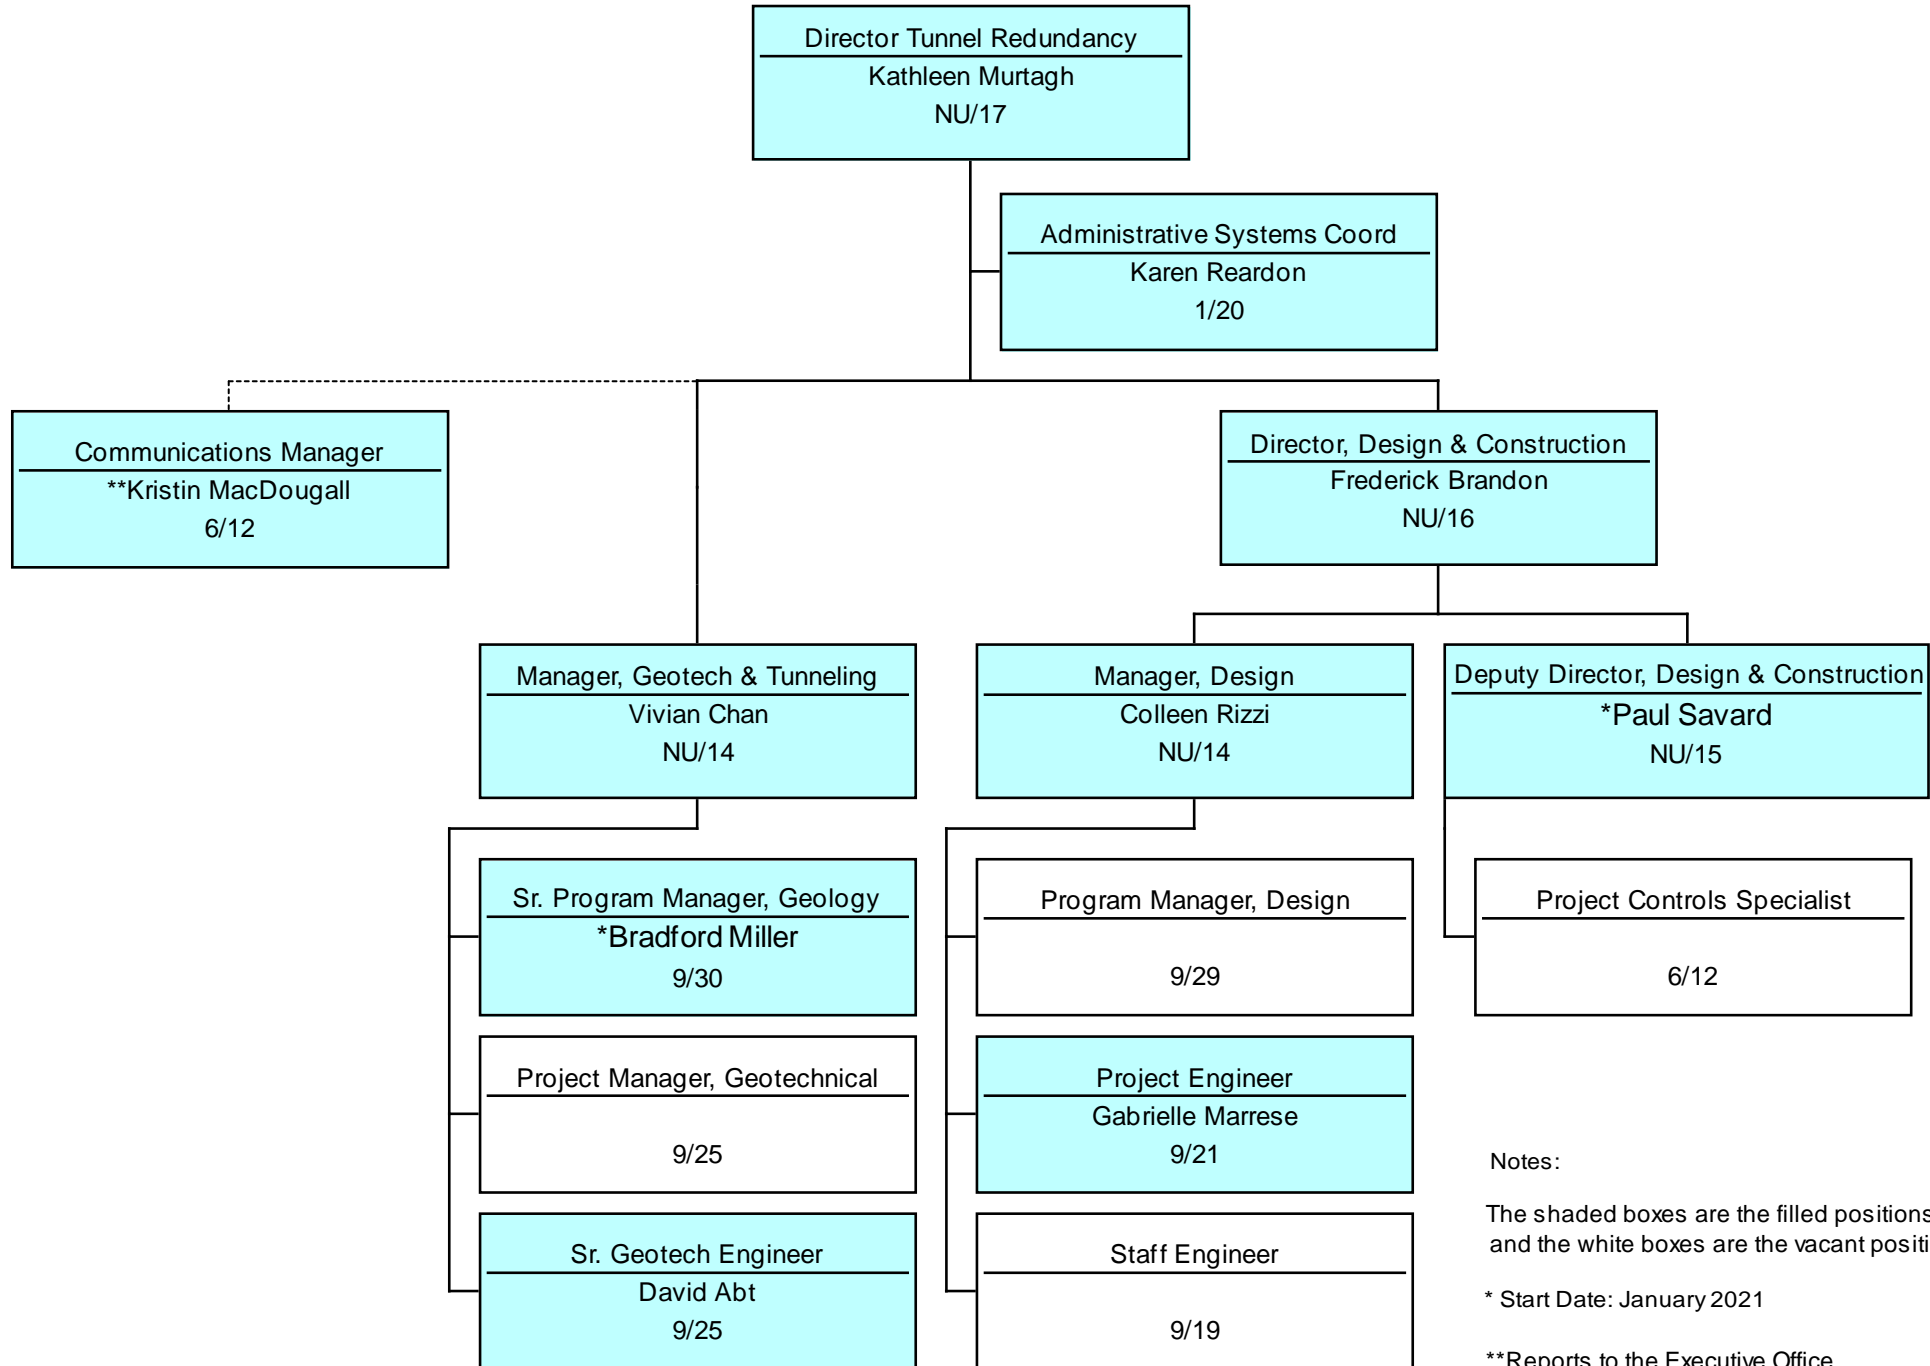 Director Tunnel Redundancy
Kathleen Murtagh
NU/17
Administrative Systems Coord
Karen Reardon
1/20
Communications Manager
**Kristin MacDougall
6/12
Director, Design & Construction
Frederick Brandon
NU/16
Manager, Geotech & Tunneling
Vivian Chan
NU/14
Manager, Design
Colleen Rizzi
NU/14
Deputy Director, Design & Construction
*Paul Savard
NU/15
Sr. Program Manager, Geology
*Bradford Miller
9/30
Program Manager, Design
9/29
Project Controls Specialist
6/12
Project Manager, Geotechnical
9/25
Project Engineer
Gabrielle Marrese
9/21
Sr. Geotech Engineer
David Abt
9/25
Staff Engineer
9/19
Notes:
The shaded boxes are the filled positions
and the white boxes are the vacant positi
* Start Date: January 2021
**Reports to the Executive Office